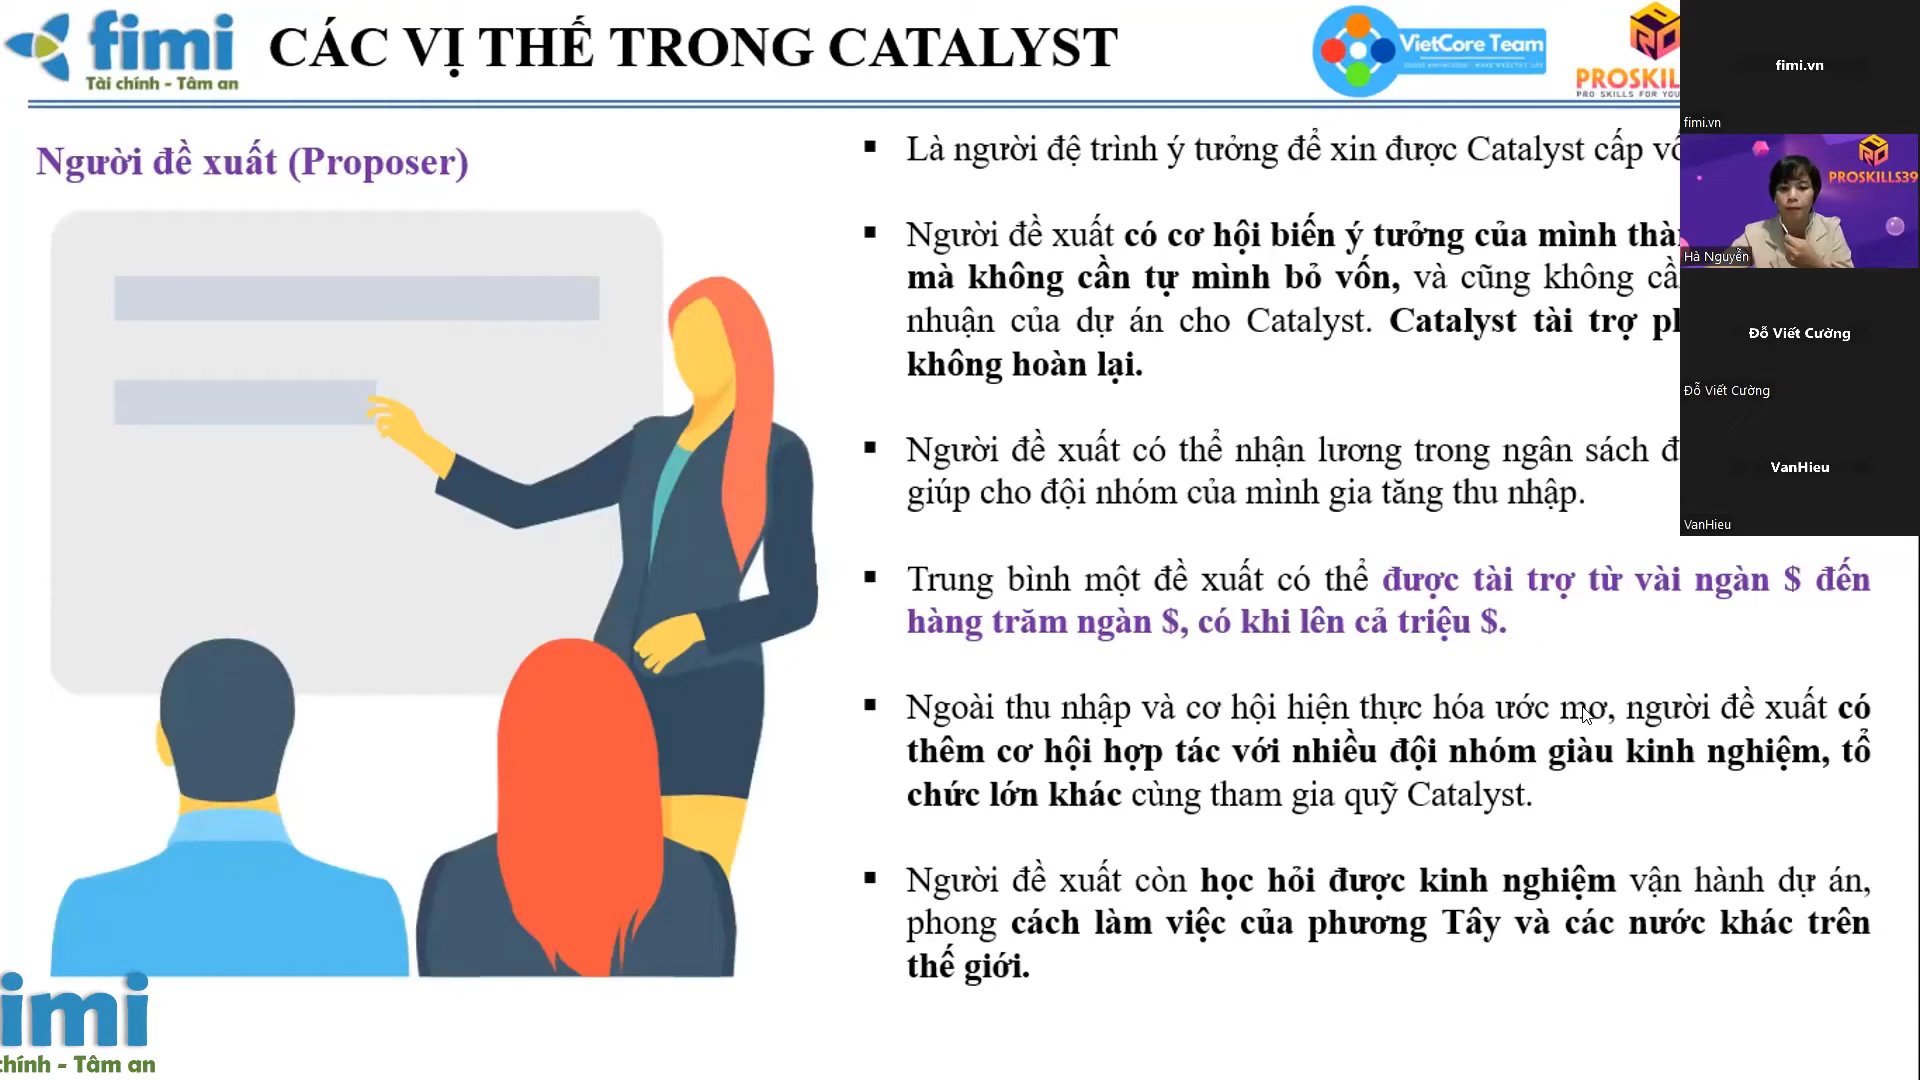 fimi
Tài chính - Tâm an
CÁC VỊ THẾ TRONG CATALYST
VietCore Team
PROSKIL
PRO SKILLS FOR YOU
fimi.vn
fimi.vn
PROSKILLS39
Hà Nguyễn
Đỗ Viết Cường
Đỗ Viết Cường
VanHieu
VanHieu
Người đề xuất (Proposer)
▪ Là người đệ trình ý tưởng để xin được Catalyst cấp
▪ Người đề xuất có cơ hội biến ý tưởng của mình
mà không cần tự mình bỏ vốn, và cũng không
nhuận của dự án cho Catalyst. Catalyst tài trợ
không hoàn lại.
▪ Người đề xuất có thể nhận lương trong ngân sách
giúp cho đội nhóm của mình gia tăng thu nhập.
▪ Trung bình một đề xuất có thể được tài trợ từ vài ngàn $ đến
hàng trăm ngàn $, có khi lên cả triệu $.
▪ Ngoài thu nhập và cơ hội hiện thực hóa ước mơ, người đề xuất có
thêm cơ hội hợp tác với nhiều đội nhóm giàu kinh nghiệm, tổ
chức lớn khác cùng tham gia quỹ Catalyst.
▪ Người đề xuất còn học hỏi được kinh nghiệm vận hành dự án,
phong cách làm việc của phương Tây và các nước khác trên
thế giới.
imi
chính - Tâm an